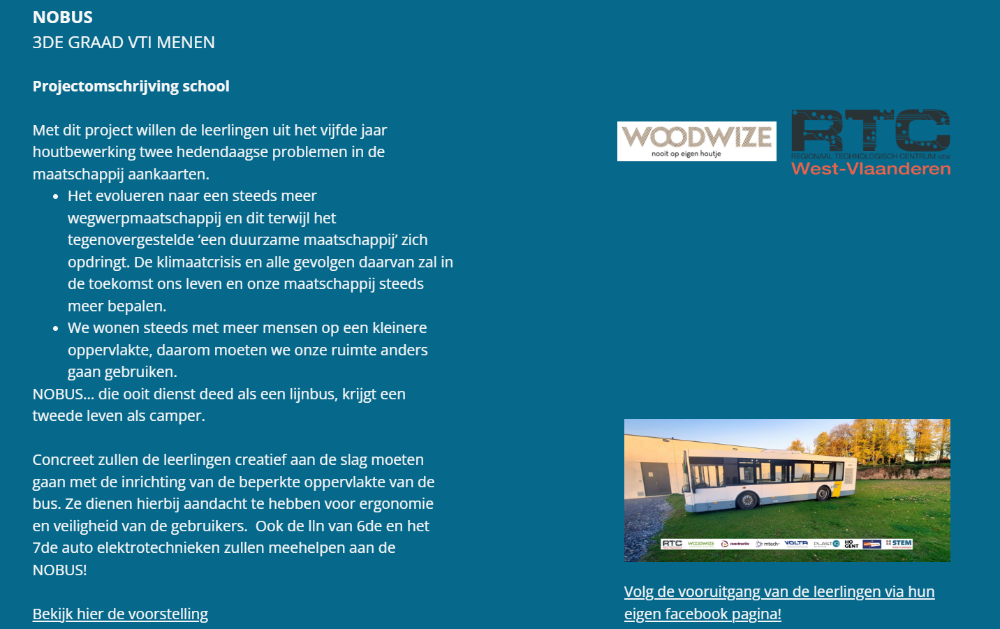 NOBUS
3DE GRAAD VTI MENEN
Projectomschrijving school
Met dit project willen de leerlingen uit het vijfde jaar
houtbewerking twee hedendaagse problemen in de
maatschappij aankaarten.
• Het evolueren naar een steeds meer
wegwerpmaatschappij en dit terwijl het
tegenovergestelde ‘een duurzame maatschappij’ zich
opdringt. De klimaatcrisis en alle gevolgen daarvan zal in
de toekomst ons leven en onze maatschappij steeds
meer bepalen.
• We wonen steeds met meer mensen op een kleinere
oppervlakte, daarom moeten we onze ruimte anders
gaan gebruiken.
NOBUS... die ooit dienst deed als een lijnbus, krijgt een
tweede leven als camper.
Concreet zullen de leerlingen creatief aan de slag moeten
gaan met de inrichting van de beperkte oppervlakte van de
bus. Ze dienen hierbij aandacht te hebben voor ergonomie
en veiligheid van de gebruikers.  Ook de lln van 6de en het
7de auto elektrotechnieken zullen meehelpen aan de
NOBUS!
Bekijk hier de voorstelling
WOODWIZE
nooit op eigen houtje
RTC
REGIONAAL TECHNOLOGISCH CENTRUM vzw
West-Vlaanderen
RTC WOODWIZE constructiv mtech+ VOLTA PLAST HO GENT STEM
Volg de vooruitgang van de leerlingen via hun
eigen facebook pagina!